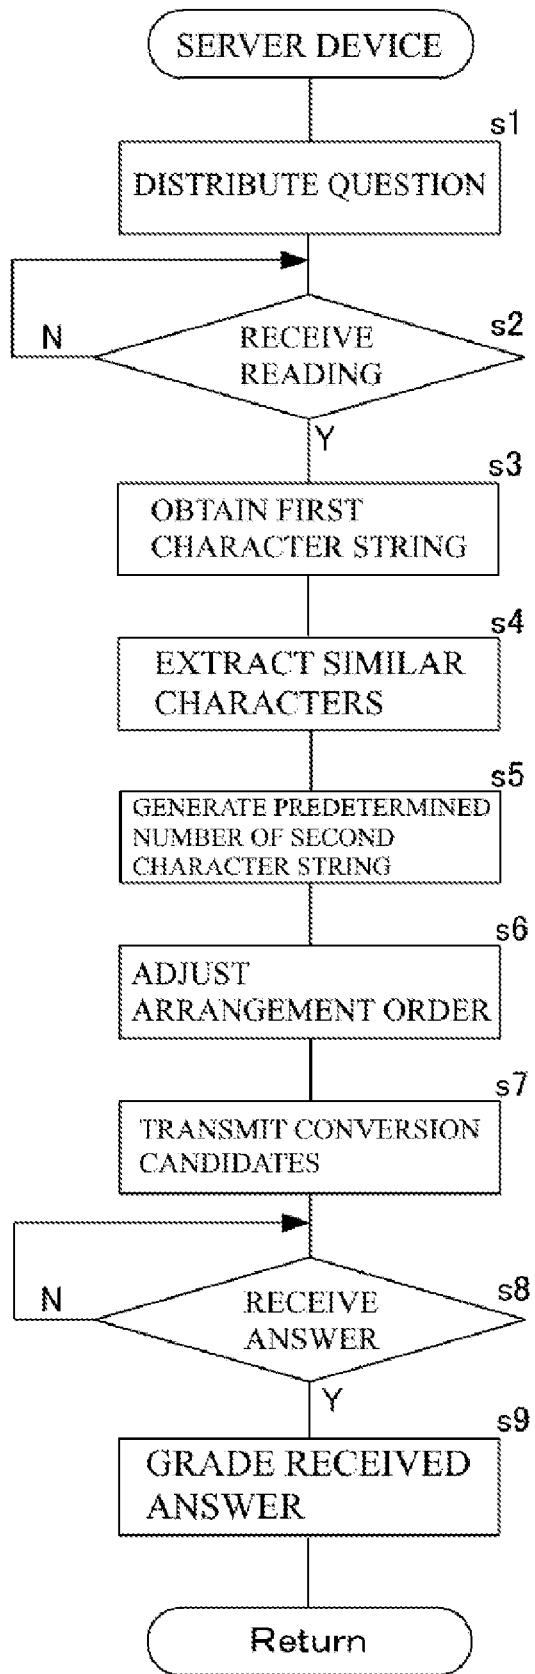 SERVER DEVICE
s1
DISTRIBUTE QUESTION
s2
N
RECEIVE
READING
Y
s3
OBTAIN FIRST
CHARACTER STRING
s4
EXTRACT SIMILAR
CHARACTERS
s5
GENERATE PREDETERMINED
NUMBER OF SECOND
CHARACTER STRING
s6
ADJUST
ARRANGEMENT ORDER
s7
TRANSMIT CONVERSION
CANDIDATES
s8
N
RECEIVE
ANSWER
Y
s9
GRADE RECEIVED
ANSWER
Return